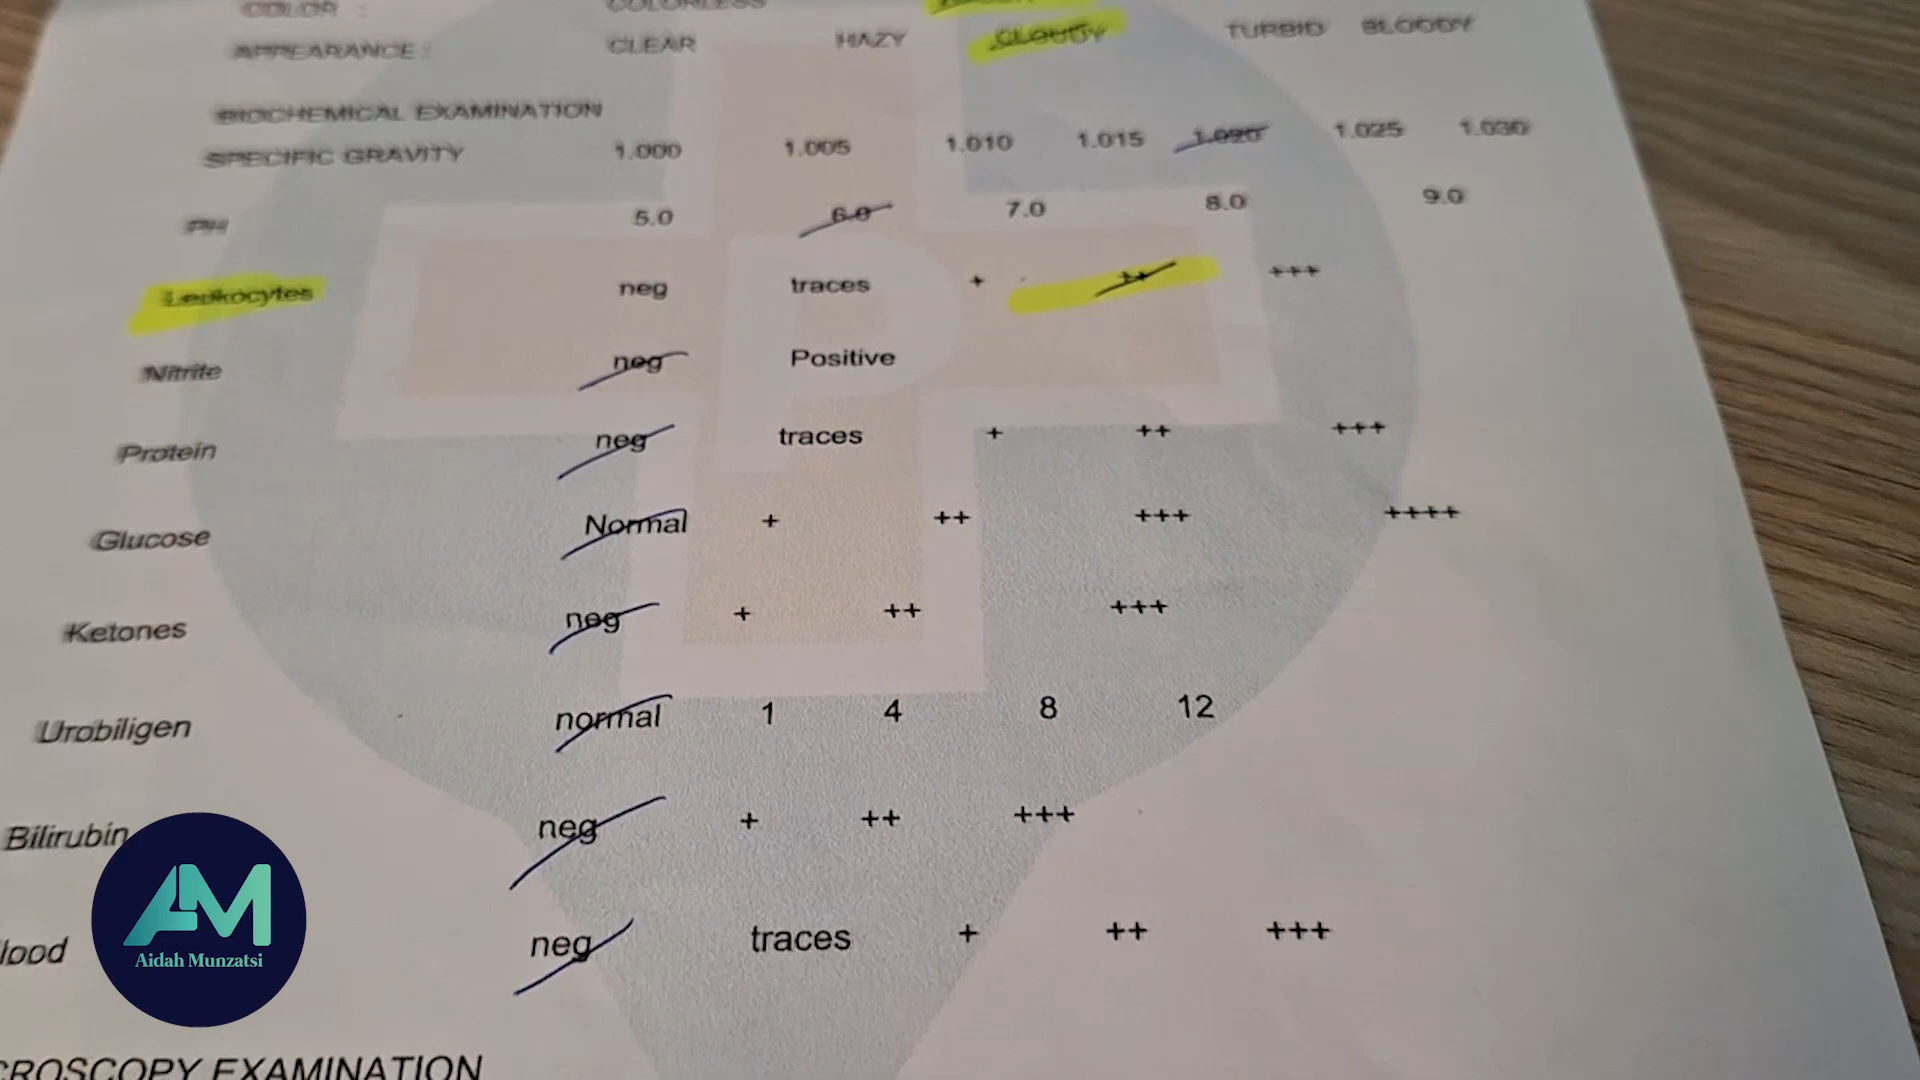 COLOR : COLORLESS
APPEARANCE : CLEAR HAZY CLOUDY TURBID BLOODY
BIOCHEMICAL EXAMINATION
SPECIFIC GRAVITY 1.000 1.005 1.010 1.015 1.020 1.025 1.030
PH 5.0 6.0 7.0 8.0 9.0
Leukocytes neg traces + ++ +++
Nitrite neg Positive
Protein neg traces + ++ +++
Glucose Normal + ++ +++ ++++
Ketones neg + ++ +++
Urobiligen normal 1 4 8 12
Bilirubin neg + ++ +++
lood neg traces + ++ +++
CROSCOPY EXAMINATION
AM
Aidah Munzatsi